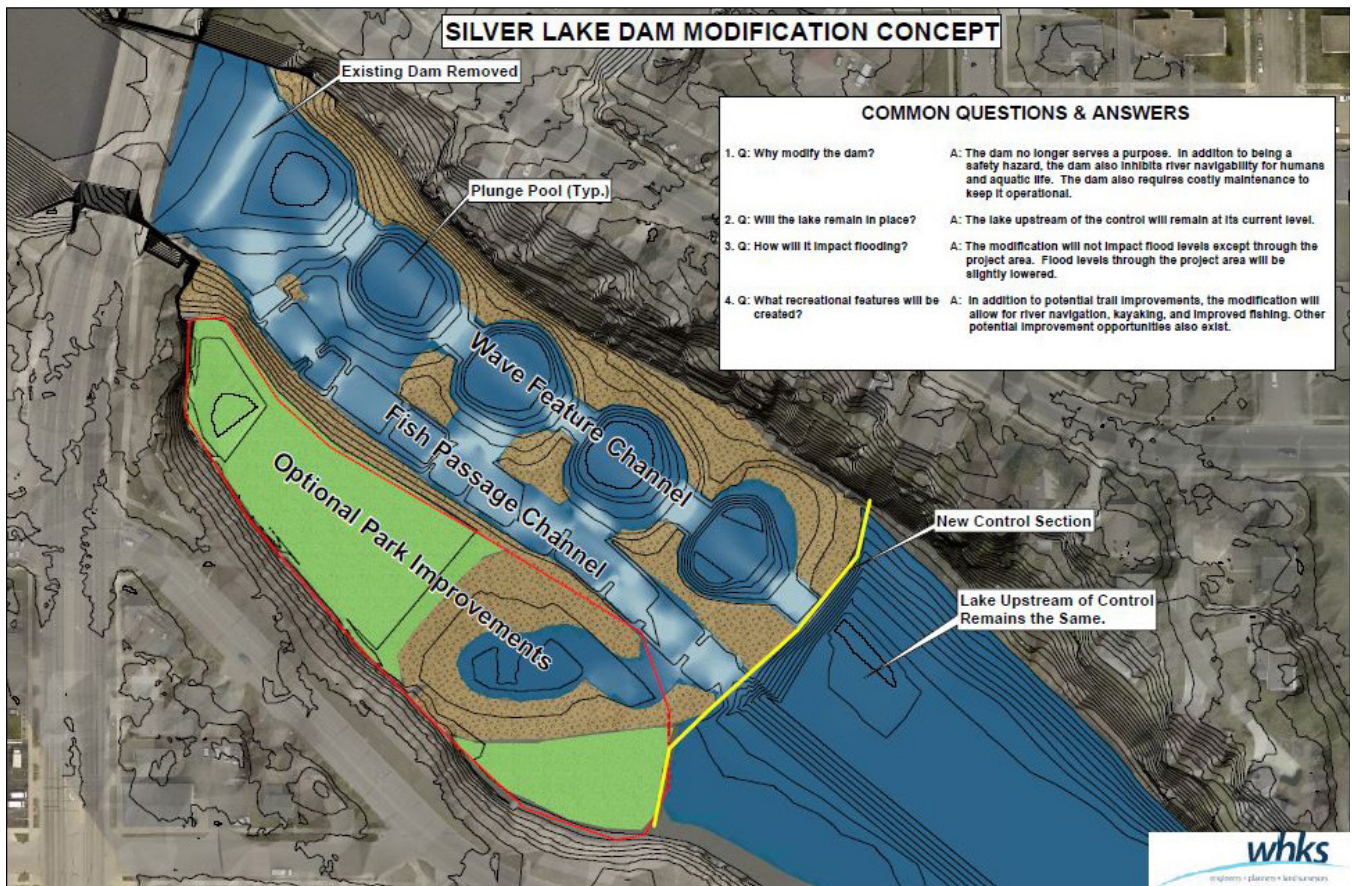 SILVER LAKE DAM MODIFICATION CONCEPT
Existing Dam Removed
Plunge Pool (Typ.)
COMMON QUESTIONS & ANSWERS
1. Q: Why modify the dam?
A: The dam no longer serves a purpose. In additon to being a
safety hazard, the dam also inhibits river navigability for humans
and aquatic life. The dam also requires costly maintenance to
keep it operational.
2. Q: Will the lake remain in place?
A: The lake upstream of the control will remain at its current level.
3. Q: How will it impact flooding?
A: The modification will not impact flood levels except through the
project area. Flood levels through the project area will be
slightly lowered.
4. Q: What recreational features will be
created?
A: In addition to potential trail improvements, the modification will
allow for river navigation, kayaking, and improved fishing. Other
potential improvement opportunities also exist.
Wave Feature Channel
Fish Passage Channel
Optional Park Improvements
New Control Section
Lake Upstream of Control
Remains the Same.
whks
engineers + planners + land surveyors